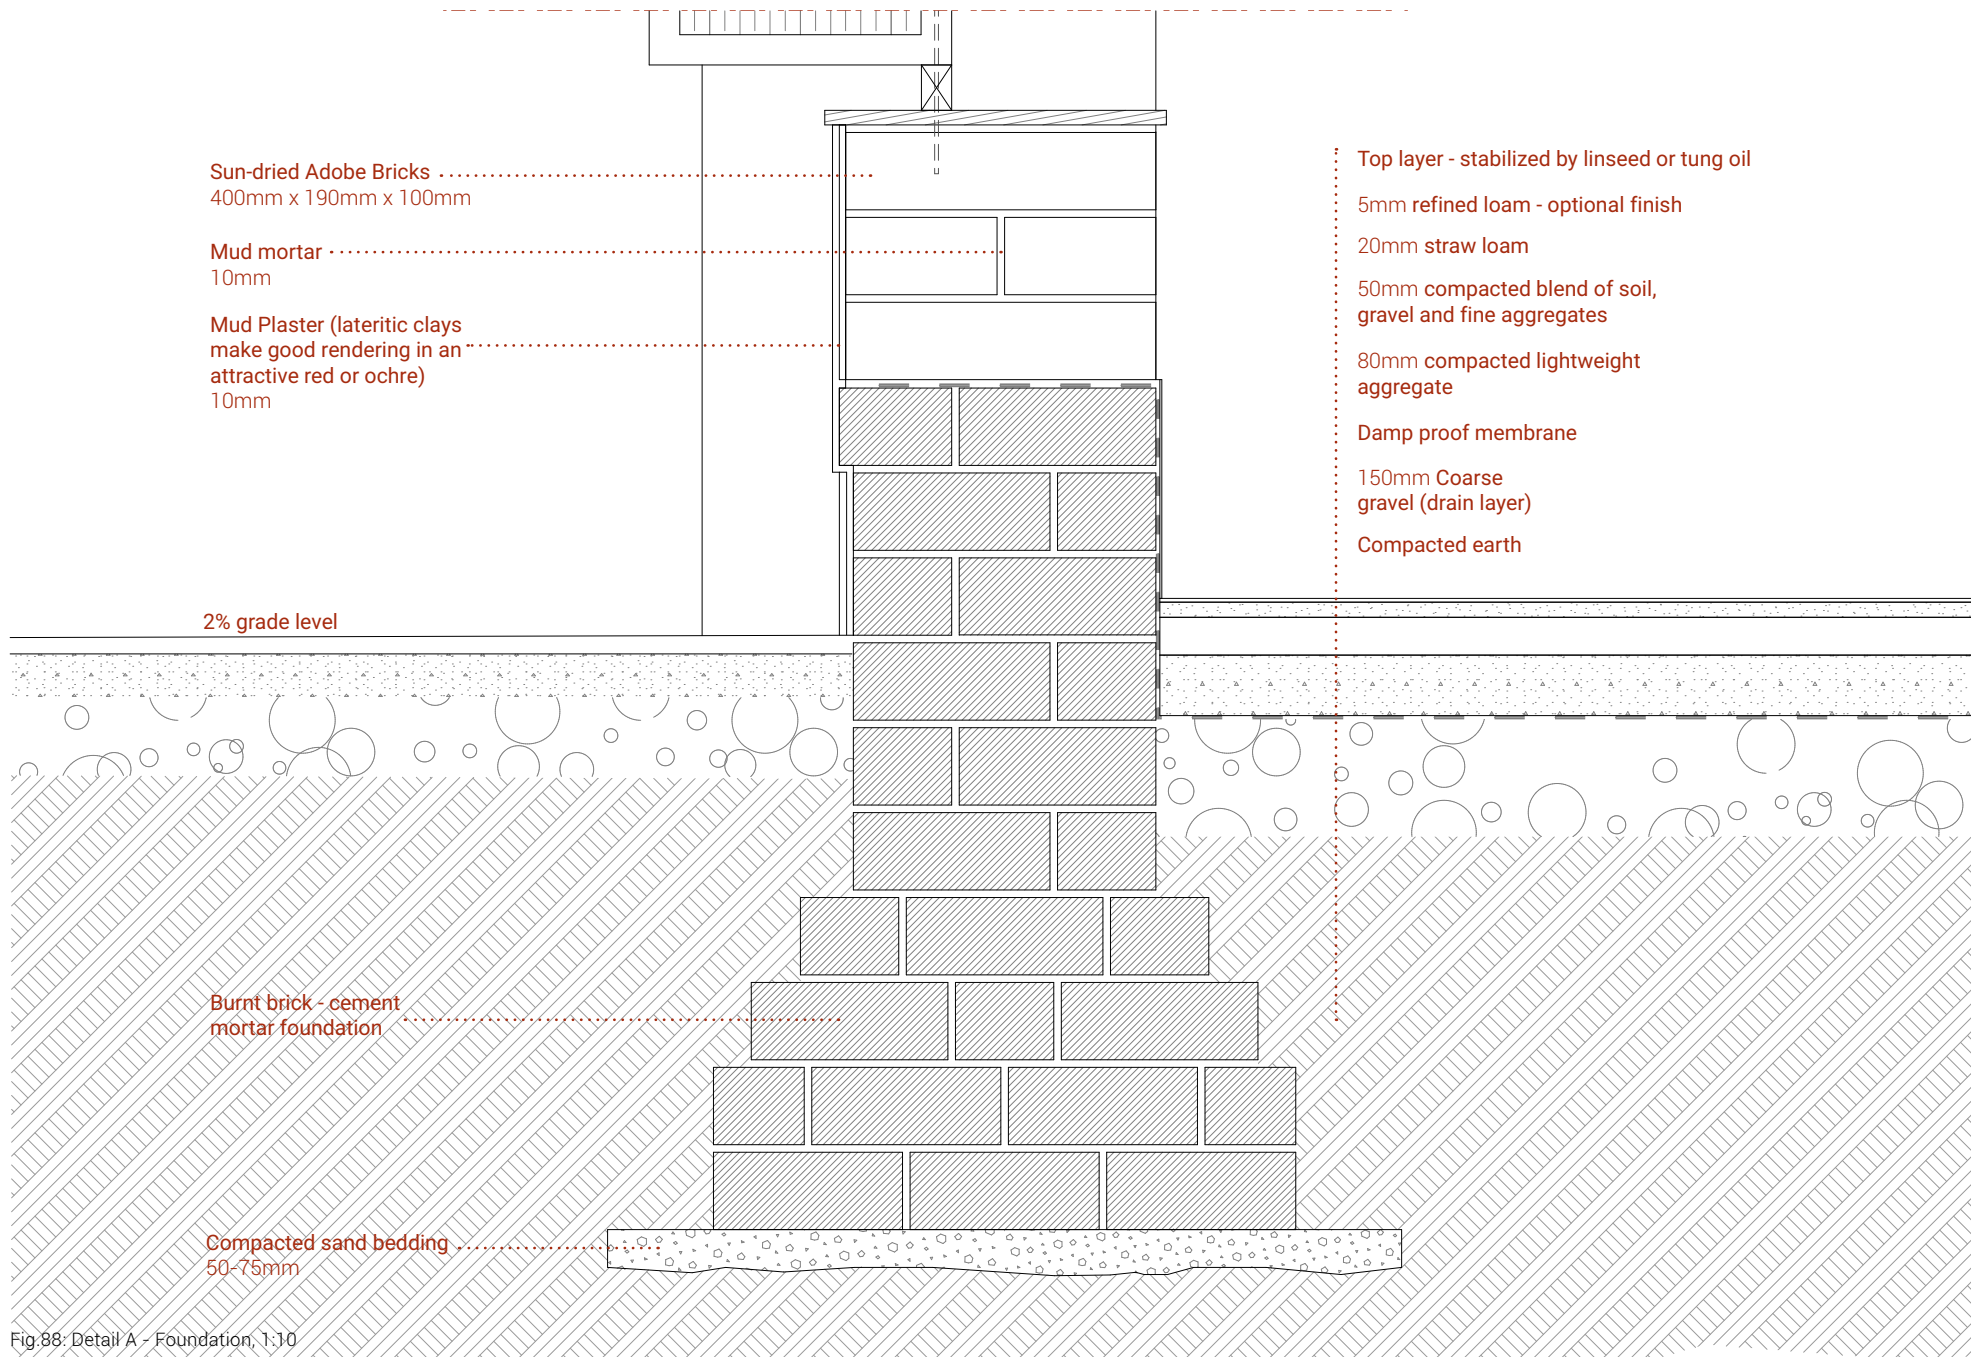 Sun-dried Adobe Bricks
400mm x 190mm x 100mm
Mud mortar
10mm
Mud Plaster (lateritic clays
make good rendering in an
attractive red or ochre)
10mm
2% grade level
Top layer - stabilized by linseed or tung oil
5mm refined loam - optional finish
20mm straw loam
50mm compacted blend of soil,
gravel and fine aggregates
80mm compacted lightweight
aggregate
Damp proof membrane
150mm Coarse
gravel (drain layer)
Compacted earth
Burnt brick - cement
mortar foundation
Compacted sand bedding
50-75mm
Fig.88: Detail A - Foundation, 1:10